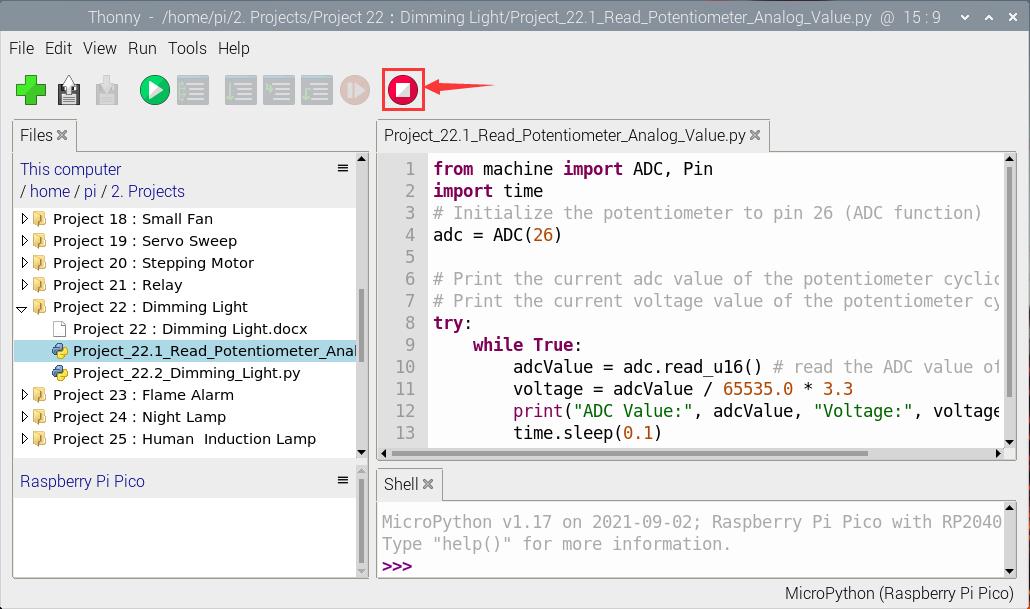 Thonny - /home/pi/2. Projects/Project 22 : Dimming Light/Project_22.1_Read_Potentiometer_Analog_Value.py @ 15 : 9
File Edit View Run Tools Help
Files
This computer
/ home / pi / 2. Projects
Project 18 : Small Fan
Project 19 : Servo Sweep
Project 20 : Stepping Motor
Project 21 : Relay
Project 22 : Dimming Light
Project 22 : Dimming Light.docx
Project_22.1_Read_Potentiometer_Anal
Project_22.2_Dimming_Light.py
Project 23 : Flame Alarm
Project 24 : Night Lamp
Project 25 : Human  Induction Lamp
Raspberry Pi Pico
Project_22.1_Read_Potentiometer_Analog_Value.py
1 from machine import ADC, Pin
2 import time
3 # Initialize the potentiometer to pin 26 (ADC function)
4 adc = ADC(26)
5
6 # Print the current adc value of the potentiometer cyclic
7 # Print the current voltage value of the potentiometer cy
8 try:
9     while True:
10         adcValue = adc.read_u16() # read the ADC value of
11         voltage = adcValue / 65535.0 * 3.3
12         print("ADC Value:", adcValue, "Voltage:", voltage
13         time.sleep(0.1)
Shell
MicroPython v1.17 on 2021-09-02; Raspberry Pi Pico with RP2040
Type "help()" for more information.
>>>
MicroPython (Raspberry Pi Pico)